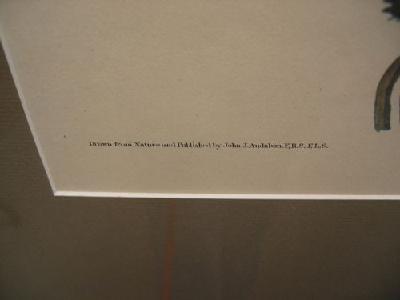 Drawn from Nature and Published by John J. Audubon. F.R.S. F.L.S.